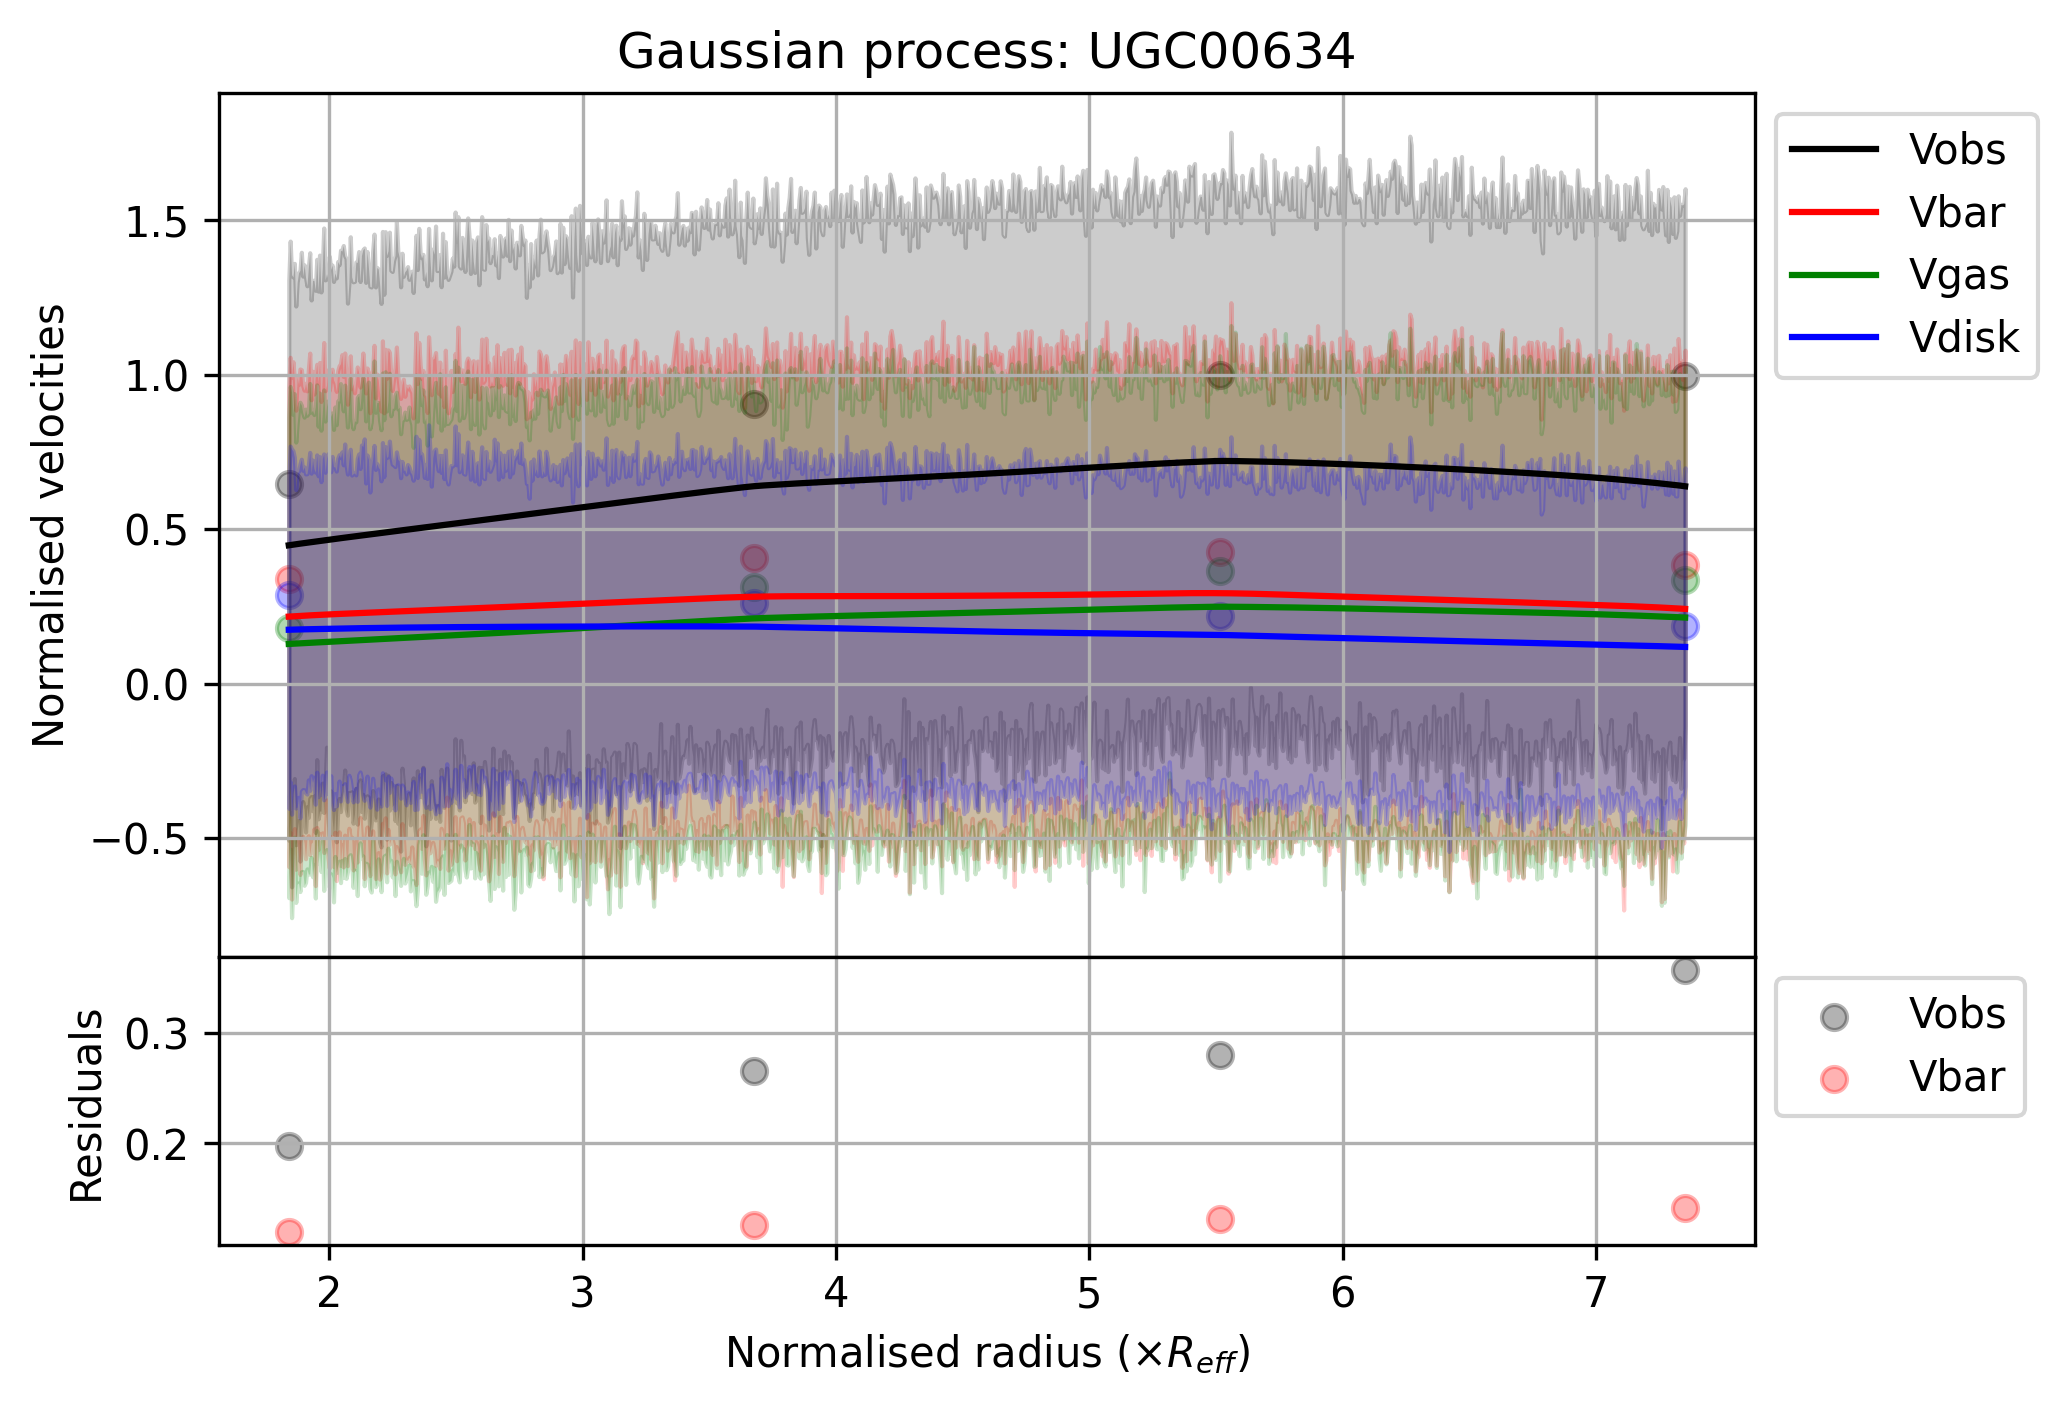 Gaussian process: UGC00634
Normalised velocities
1.5
1.0
0.5
0.0
−0.5
Vobs
Vbar
Vgas
Vdisk
Residuals
0.3
0.2
Vobs
Vbar
2 3 4 5 6 7
Normalised radius (×R_eff)